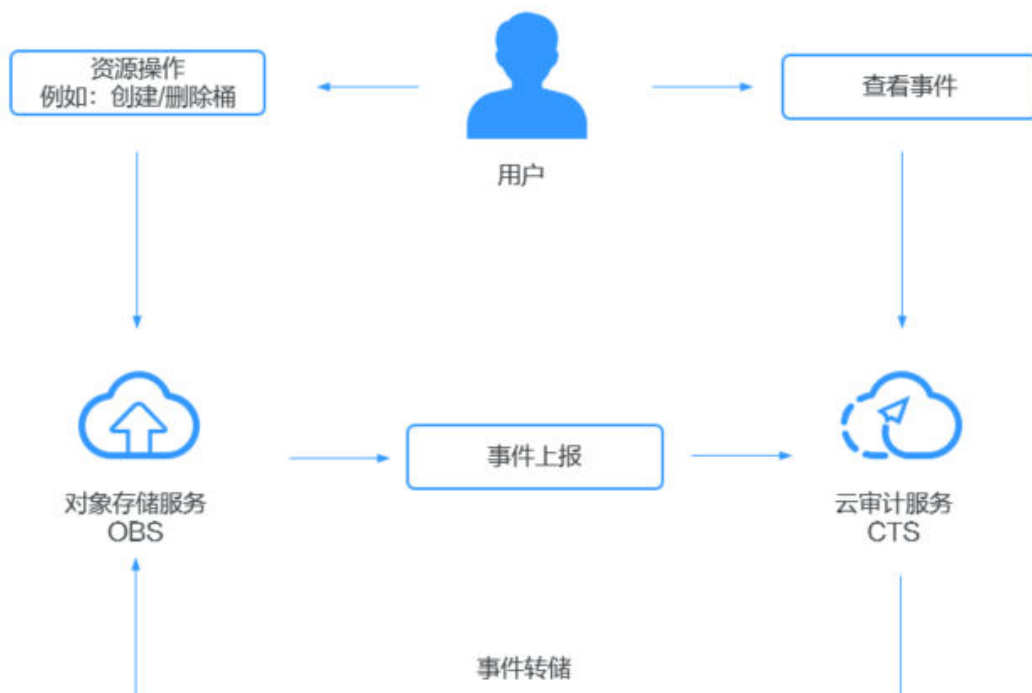 资源操作
例如：创建/删除桶
查看事件
用户
事件上报
对象存储服务
OBS
云审计服务
CTS
事件转储